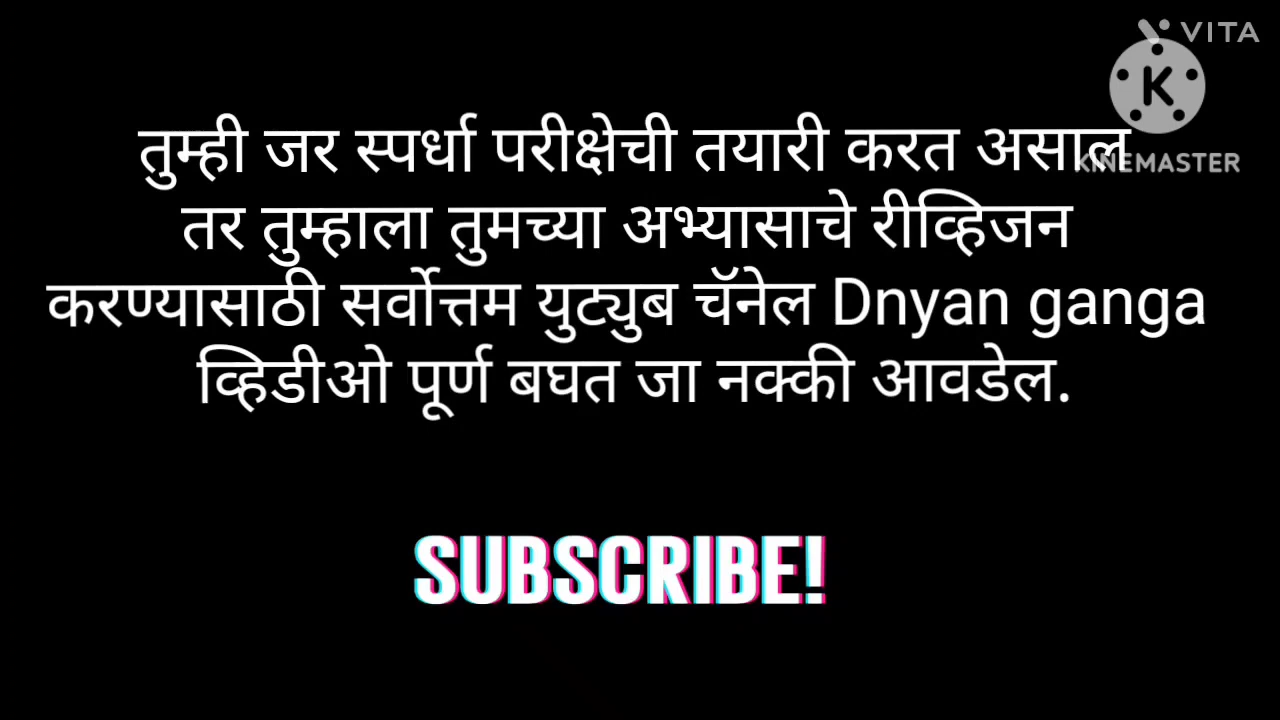 VITA
K
KINEMASTER
तुम्ही जर स्पर्धा परीक्षेची तयारी करत असाल
तर तुम्हाला तुमच्या अभ्यासाचे रीव्हिजन
करण्यासाठी सर्वोत्तम युट्युब चॅनेल Dnyan ganga
व्हिडीओ पूर्ण बघत जा नक्की आवडेल.
SUBSCRIBE!